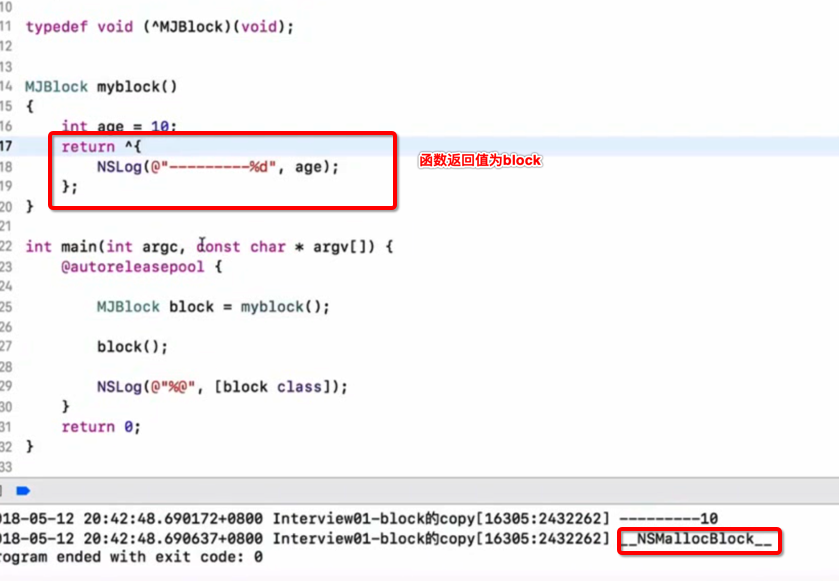 10
11 typedef void (^MJBlock)(void);
12
13
14 MJBlock myblock()
15 {
16 int age = 10;
17 return ^{
18 NSLog(@"---------%d", age);
19 };
20 }
21
22 int main(int argc, const char * argv[]) {
23 @autoreleasepool {
24
25 MJBlock block = myblock();
26
27 block();
28
29 NSLog(@"%@", [block class]);
30 }
31 return 0;
32 }
33
函数返回值为block
018-05-12 20:42:48.690172+0800 Interview01-block的copy[16305:2432262] ---------10
018-05-12 20:42:48.690637+0800 Interview01-block的copy[16305:2432262] __NSMallocBlock__
rogram ended with exit code: 0